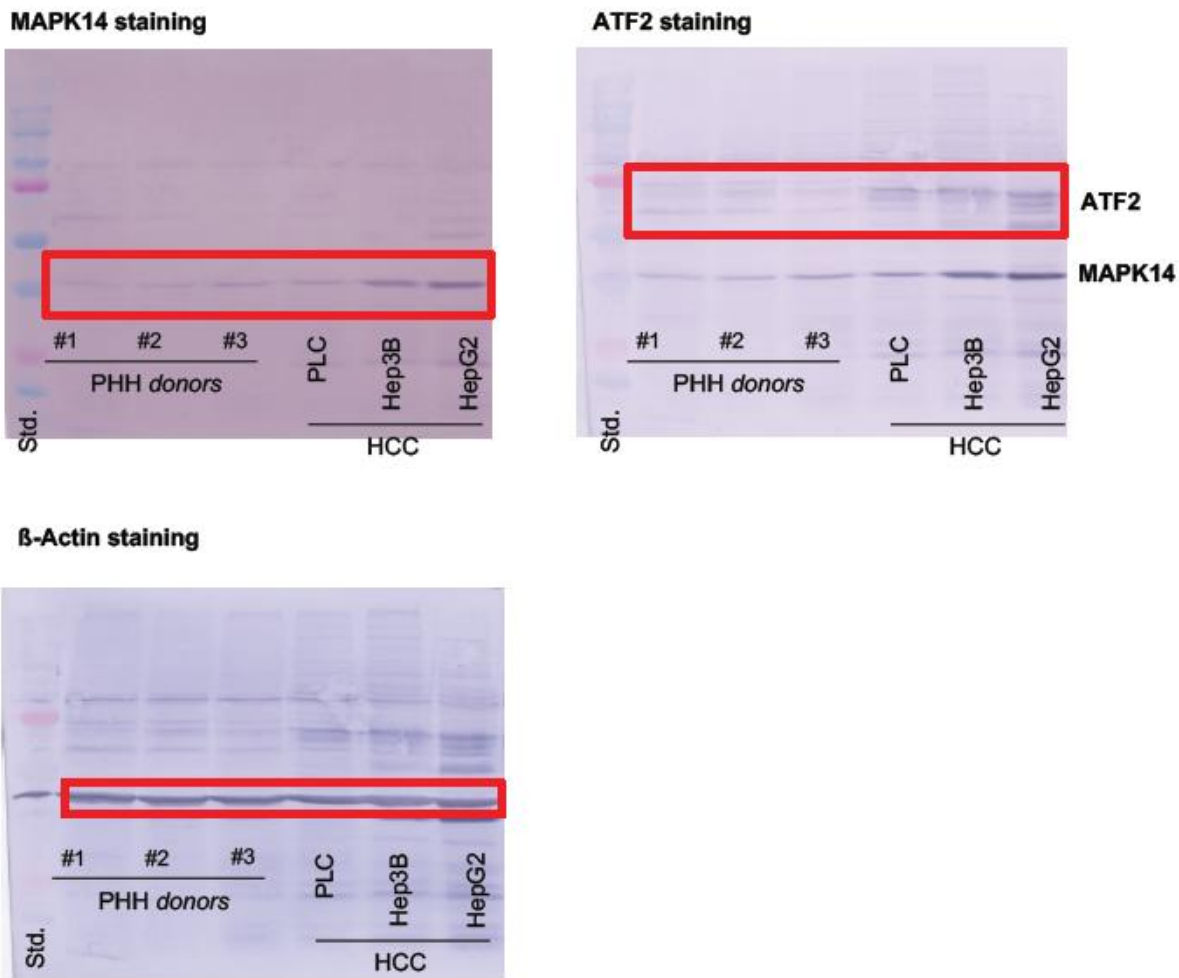 MAPK14 staining
#1 #2 #3 PLC Hep3B HepG2
PHH donors
Std.
HCC
ATF2 staining
ATF2
MAPK14
#1 #2 #3 PLC Hep3B HepG2
PHH donors
Std.
HCC
ß-Actin staining
#1 #2 #3 PLC Hep3B HepG2
PHH donors
Std.
HCC